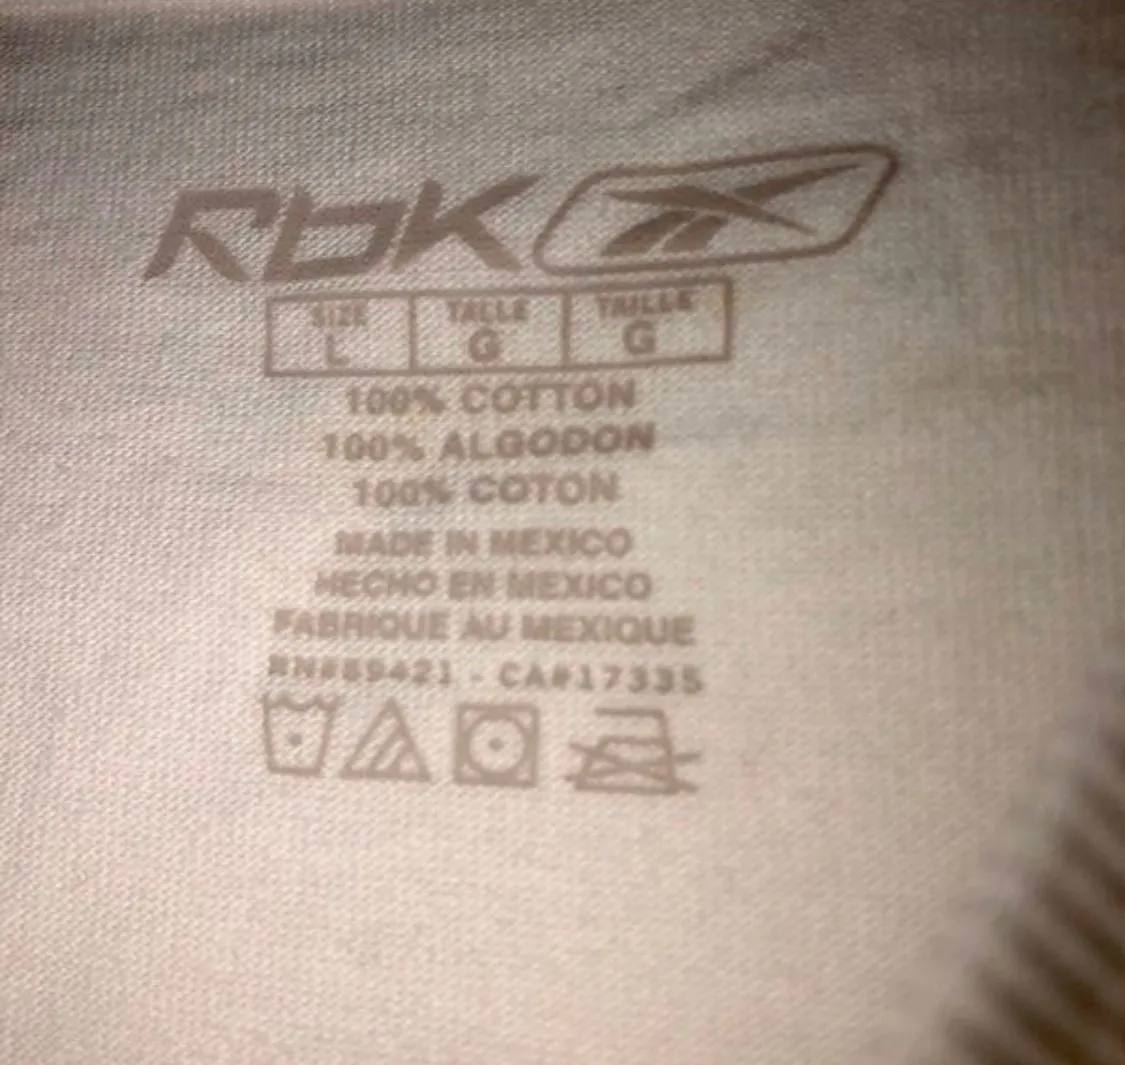 Rbk
SIZE TALLE TAILLE
L G G
100% COTTON
100% ALGODON
100% COTON
MADE IN MEXICO
HECHO EN MEXICO
FABRIQUE AU MEXIQUE
RN#69421 - CA#17335